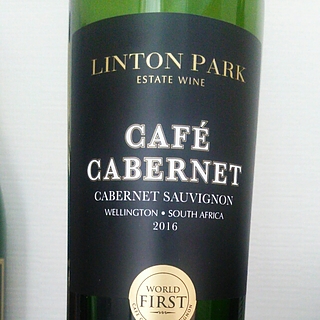 LINTON PARK
ESTATE WINE
CAFÉ
CABERNET
CABERNET SAUVIGNON
WELLINGTON • SOUTH AFRICA
2016
WORLD
FIRST